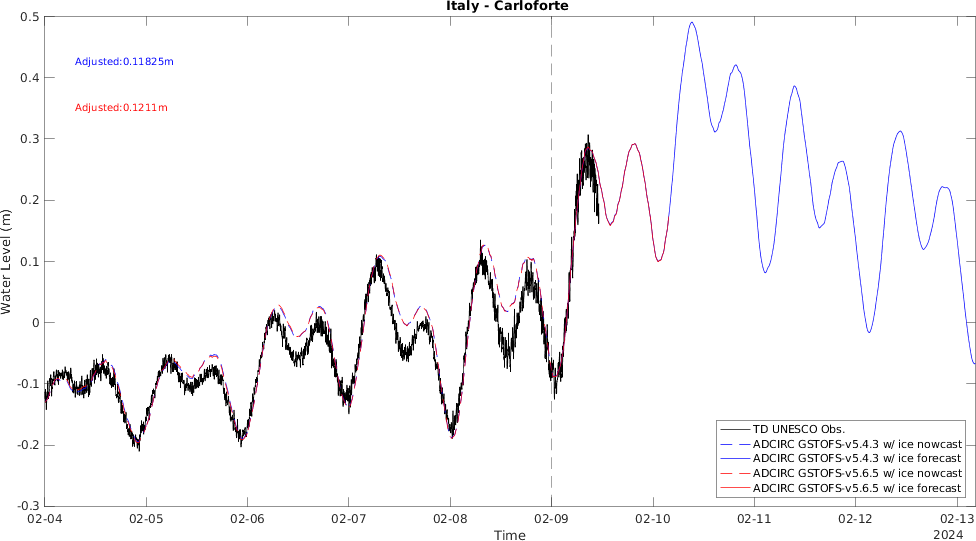 Italy - Carloforte
Adjusted:0.11825m
Adjusted:0.1211m
Water Level (m)
0.5
0.4
0.3
0.2
0.1
0
-0.1
-0.2
-0.3
02-04 02-05 02-06 02-07 02-08 02-09 02-10 02-11 02-12 02-13
Time
2024
TD UNESCO Obs.
ADCIRC GSTOFS-v5.4.3 w/ ice nowcast
ADCIRC GSTOFS-v5.4.3 w/ ice forecast
ADCIRC GSTOFS-v5.6.5 w/ ice nowcast
ADCIRC GSTOFS-v5.6.5 w/ ice forecast